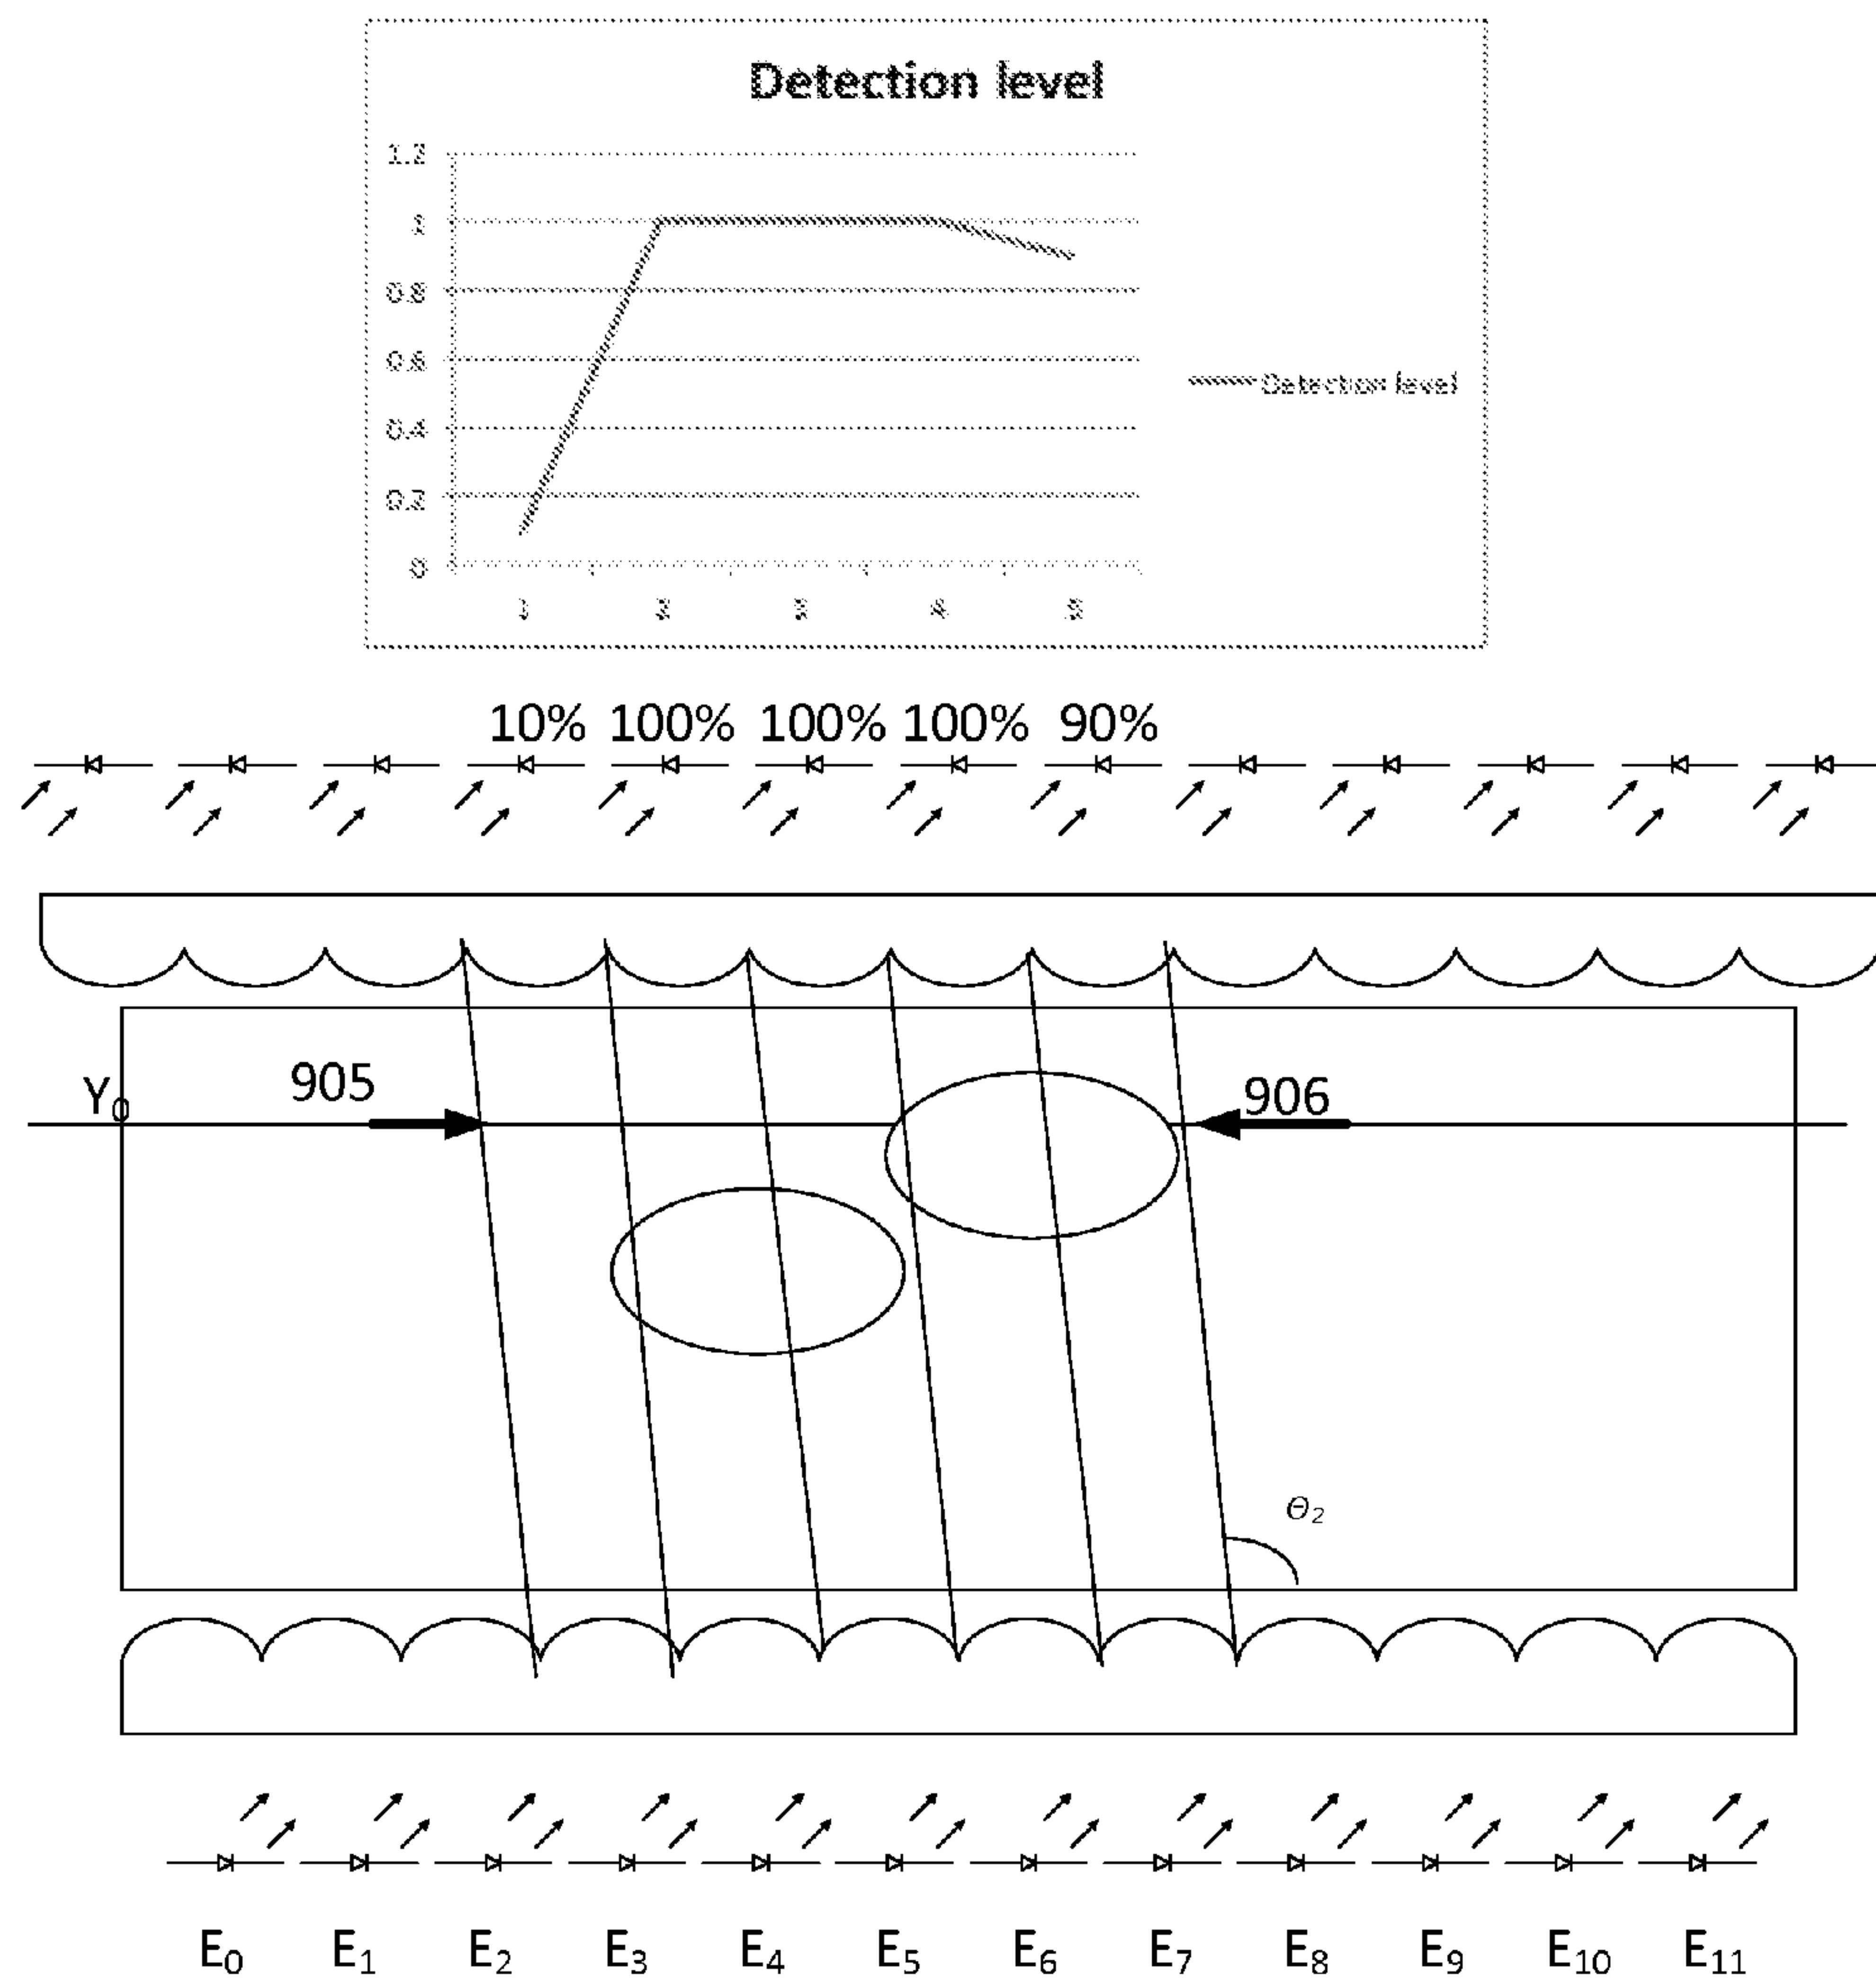 Detection level
1.2
1
0.8
0.6
0.4
0.2
0
1 2 3 4 5
Detection level
10% 100% 100% 100% 90%
Y₀
905
906
Θ₂
E₀ E₁ E₂ E₃ E₄ E₅ E₆ E₇ E₈ E₉ E₁₀ E₁₁